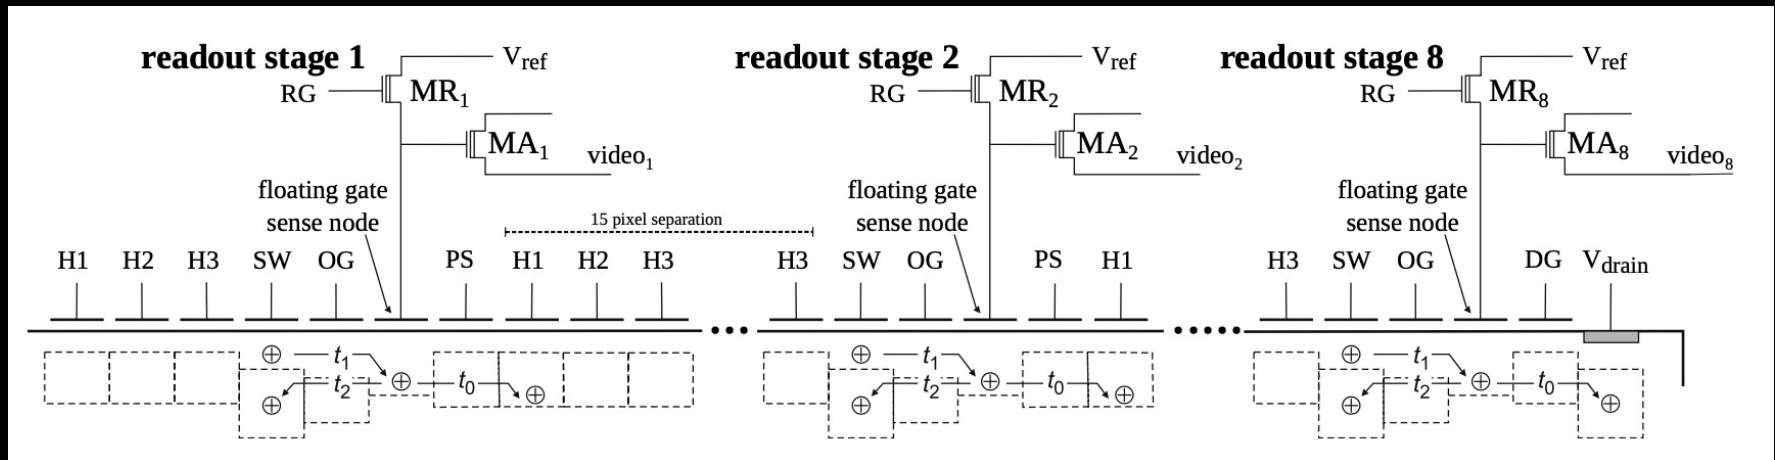 readout stage 1
V_ref
RG
MR_1
MA_1
video_1
floating gate
sense node
H1 H2 H3 SW OG PS H1 H2 H3
t_1
t_2
t_0
15 pixel separation
readout stage 2
V_ref
RG
MR_2
MA_2
video_2
floating gate
sense node
H3 SW OG PS H1
t_1
t_2
t_0
readout stage 8
V_ref
RG
MR_8
MA_8
video_8
floating gate
sense node
H3 SW OG DG V_drain
t_1
t_2
t_0